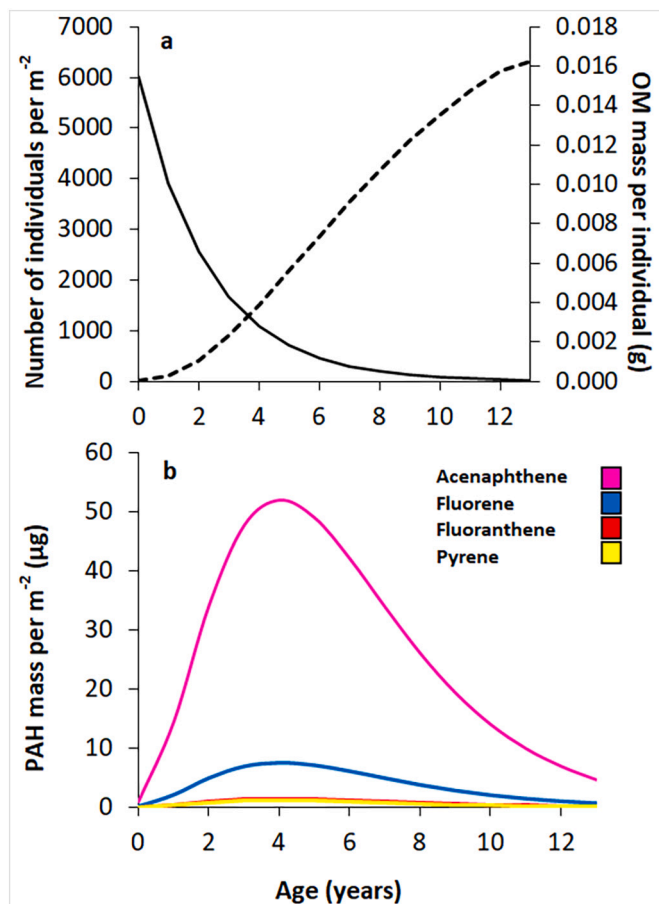 a
Number of individuals per m-2
7000
6000
5000
4000
3000
2000
1000
0
0.018
0.016
0.014
0.012
0.010
0.008
0.006
0.004
0.002
0.000
OM mass per individual (g)
0 2 4 6 8 10 12
b
PAH mass per m-2 (µg)
60
50
40
30
20
10
0
Acenaphthene
Fluorene
Fluoranthene
Pyrene
0 2 4 6 8 10 12
Age (years)